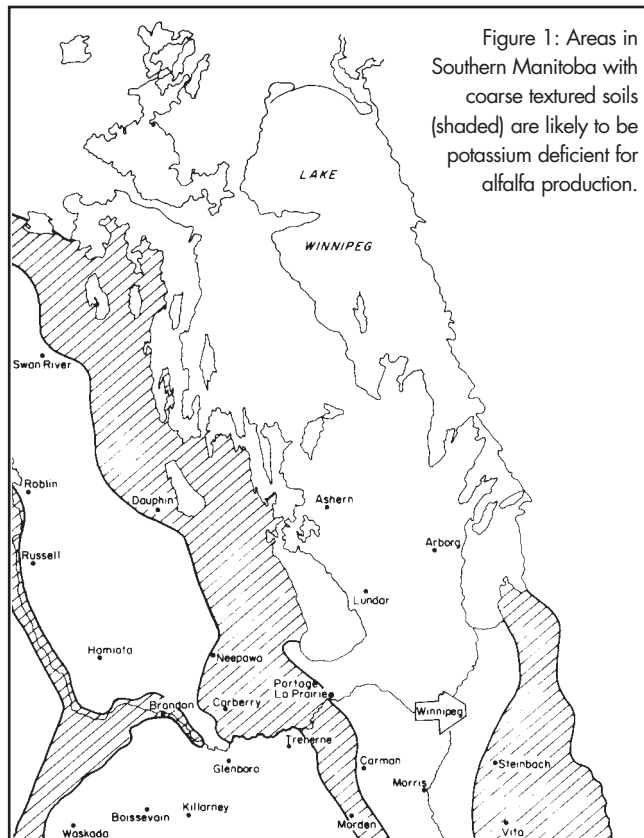 Figure 1: Areas in
Southern Manitoba with
coarse textured soils
(shaded) are likely to be
potassium deficient for
alfalfa production.
LAKE
WINNIPEG
Swan River
Roblin
Dauphin
Ashern
Russell
Arborg
Lundar
Hamiota
Neepawa
Portage
La Prairie
Brandon
Carberry
Winnipeg
Treherne
Glenboro
Carman
Steinbach
Morris
Boissevain
Killarney
Waskada
Morden
Vita